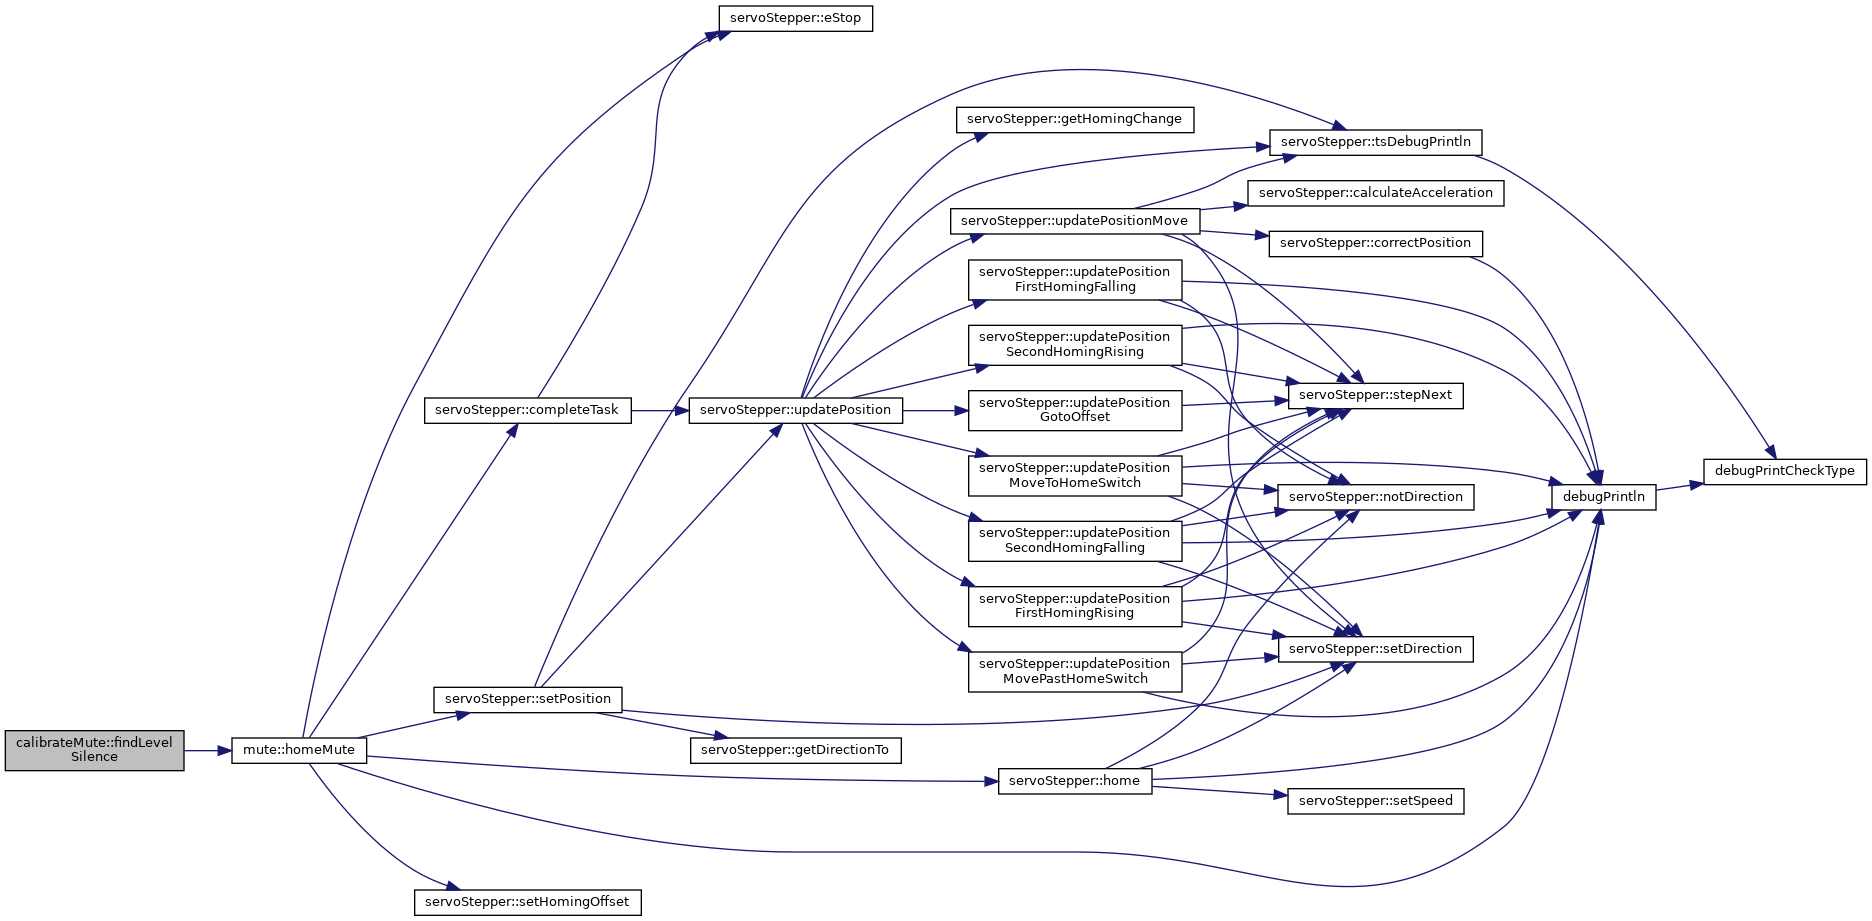 servoStepper::eStop
servoStepper::getHomingChange
servoStepper::tsDebugPrintln
servoStepper::calculateAcceleration
servoStepper::updatePositionMove
servoStepper::correctPosition
servoStepper::updatePosition
FirstHomingFalling
servoStepper::updatePosition
SecondHomingRising
servoStepper::stepNext
servoStepper::completeTask
servoStepper::updatePosition
servoStepper::updatePosition
GotoOffset
servoStepper::updatePosition
MoveToHomeSwitch
debugPrintCheckType
servoStepper::notDirection
debugPrintln
servoStepper::updatePosition
SecondHomingFalling
servoStepper::updatePosition
FirstHomingRising
servoStepper::setDirection
servoStepper::updatePosition
MovePastHomeSwitch
servoStepper::setPosition
calibrateMute::findLevel
Silence
mute::homeMute
servoStepper::getDirectionTo
servoStepper::home
servoStepper::setSpeed
servoStepper::setHomingOffset